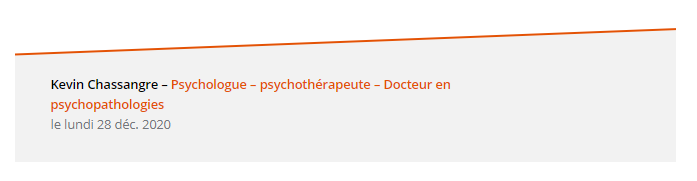 Kevin Chassangre – Psychologue – psychothérapeute – Docteur en
psychopathologies
le lundi 28 déc. 2020